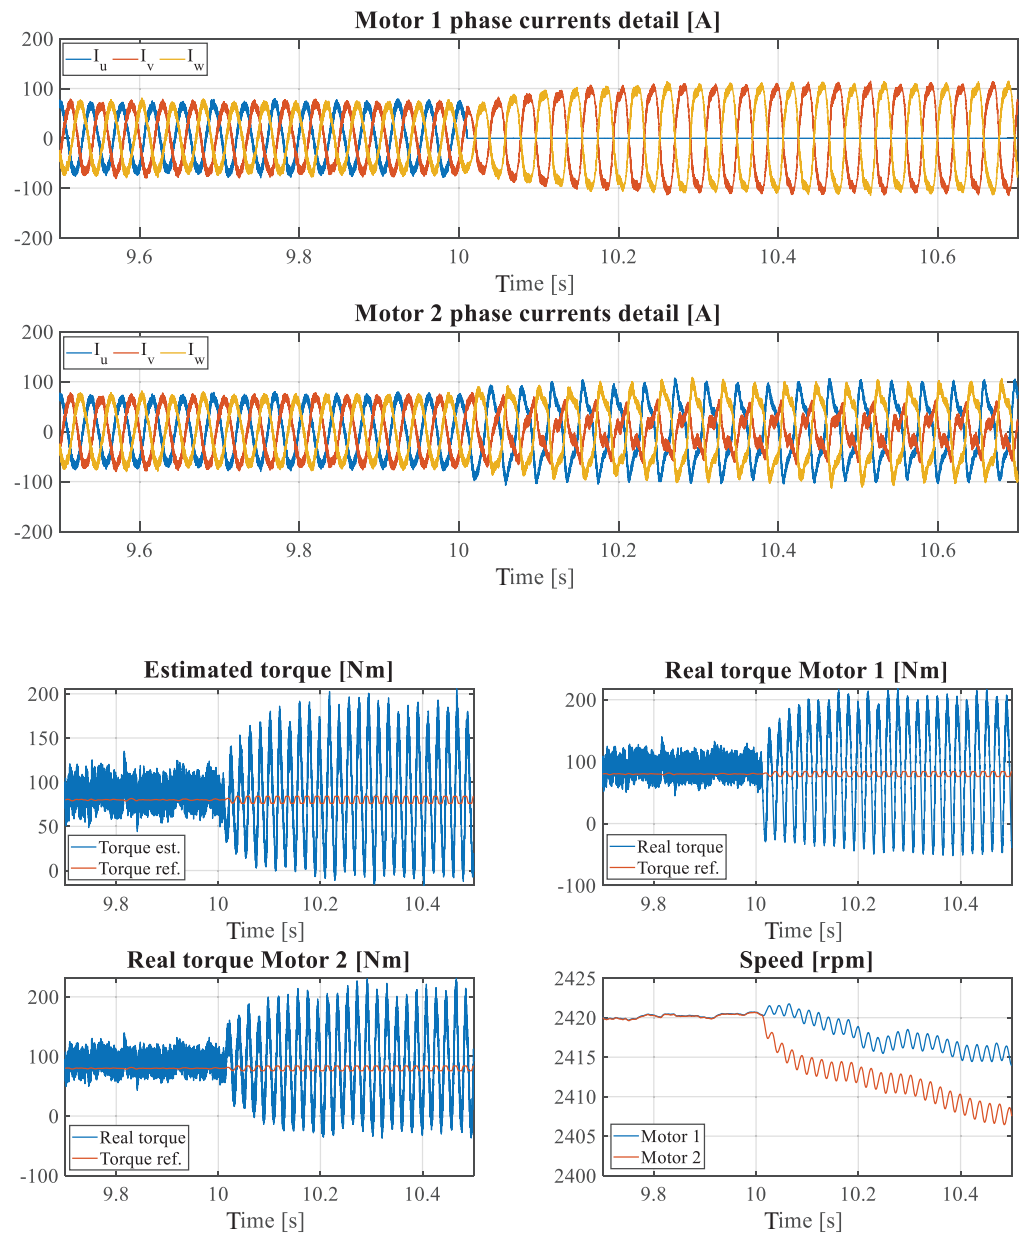 Motor 1 phase currents detail [A]
200
I_u I_v I_w
100
0
-100
-200
9.6 9.8 10 10.2 10.4 10.6
Time [s]
Motor 2 phase currents detail [A]
200
I_u I_v I_w
100
0
-100
-200
9.6 9.8 10 10.2 10.4 10.6
Time [s]
Estimated torque [Nm]
200
150
100
50
0
Torque est.
Torque ref.
9.8 10 10.2 10.4
Time [s]
Real torque Motor 1 [Nm]
200
100
0
-100
Real torque
Torque ref.
9.8 10 10.2 10.4
Time [s]
Real torque Motor 2 [Nm]
200
100
0
-100
Real torque
Torque ref.
9.8 10 10.2 10.4
Time [s]
Speed [rpm]
2425
2420
2415
2410
2405
2400
Motor 1
Motor 2
9.8 10 10.2 10.4
Time [s]